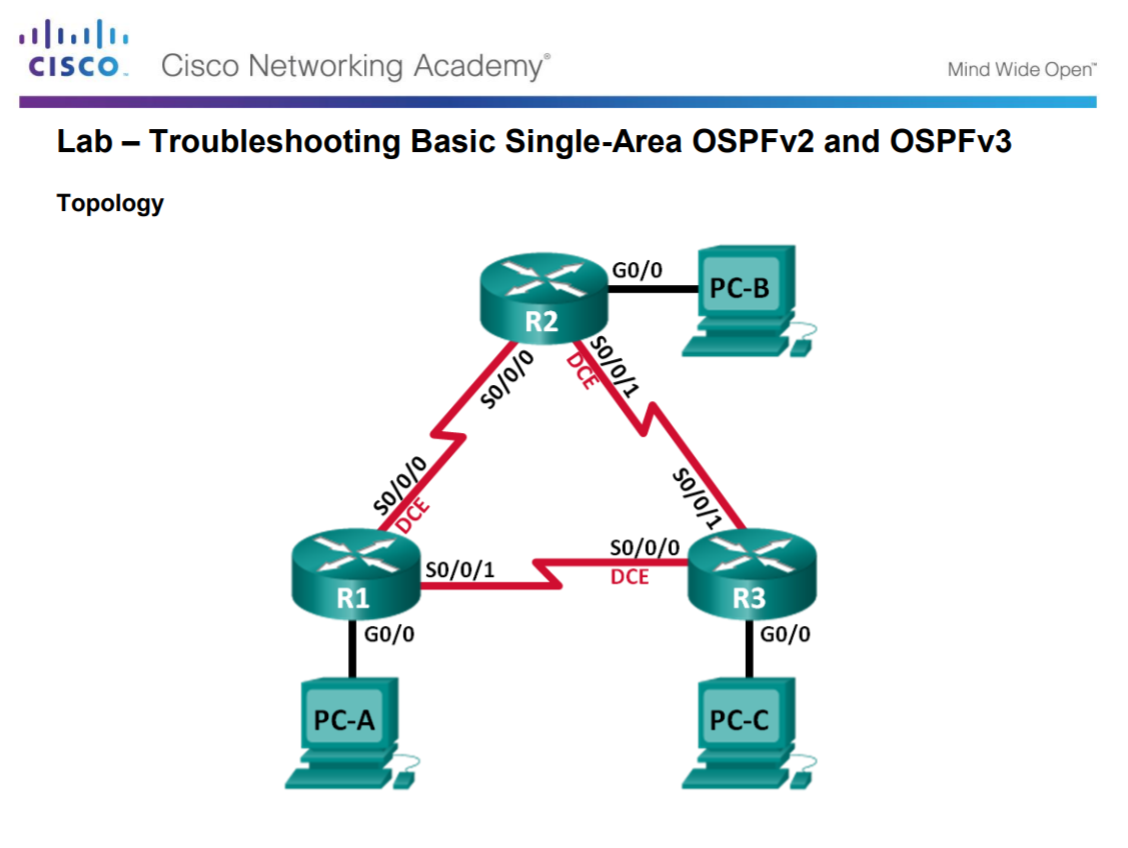 CISCO.
Cisco Networking Academy®
Mind Wide Open™
Lab – Troubleshooting Basic Single-Area OSPFv2 and OSPFv3
Topology
G0/0
PC-B
R2
S0/0/0
DCE
S0/0/1
S0/0/0
DCE
S0/0/1
R1
S0/0/1
S0/0/0
DCE
R3
G0/0
G0/0
PC-A
PC-C